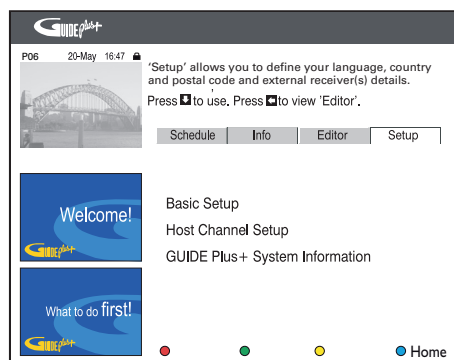 GUIDE Plus+
P06 20-May 16:47
'Setup' allows you to define your language, country
and postal code and external receiver(s) details.
Press to use. Press to view 'Editor'.
Schedule Info Editor Setup
Welcome!
GUIDE Plus+
Basic Setup
Host Channel Setup
GUIDE Plus+ System Information
What to do first!
GUIDE Plus+
Home